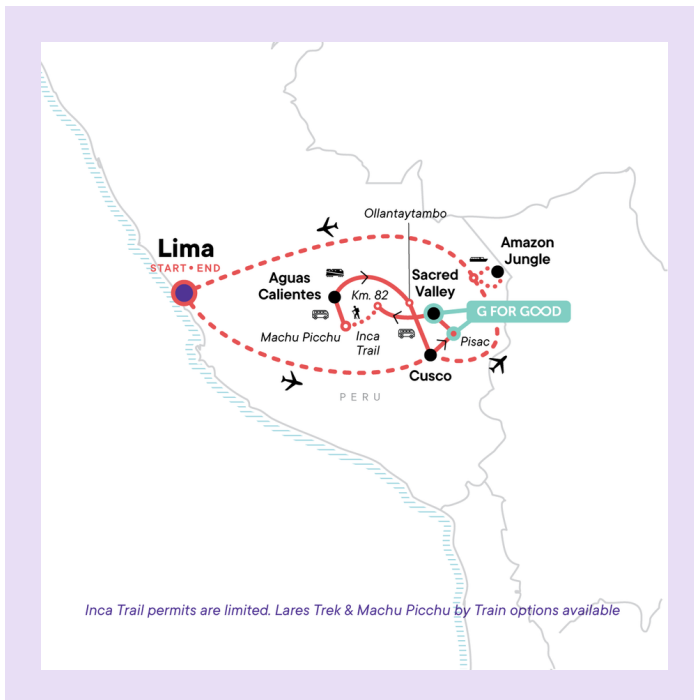 Ollantaytambo
Lima
START • END
Amazon
Jungle
Aguas
Calientes
Sacred
Valley
Km. 82
G FOR GOOD
Machu Picchu
Inca
Trail
Pisac
Cusco
PERU
Inca Trail permits are limited. Lares Trek & Machu Picchu by Train options available